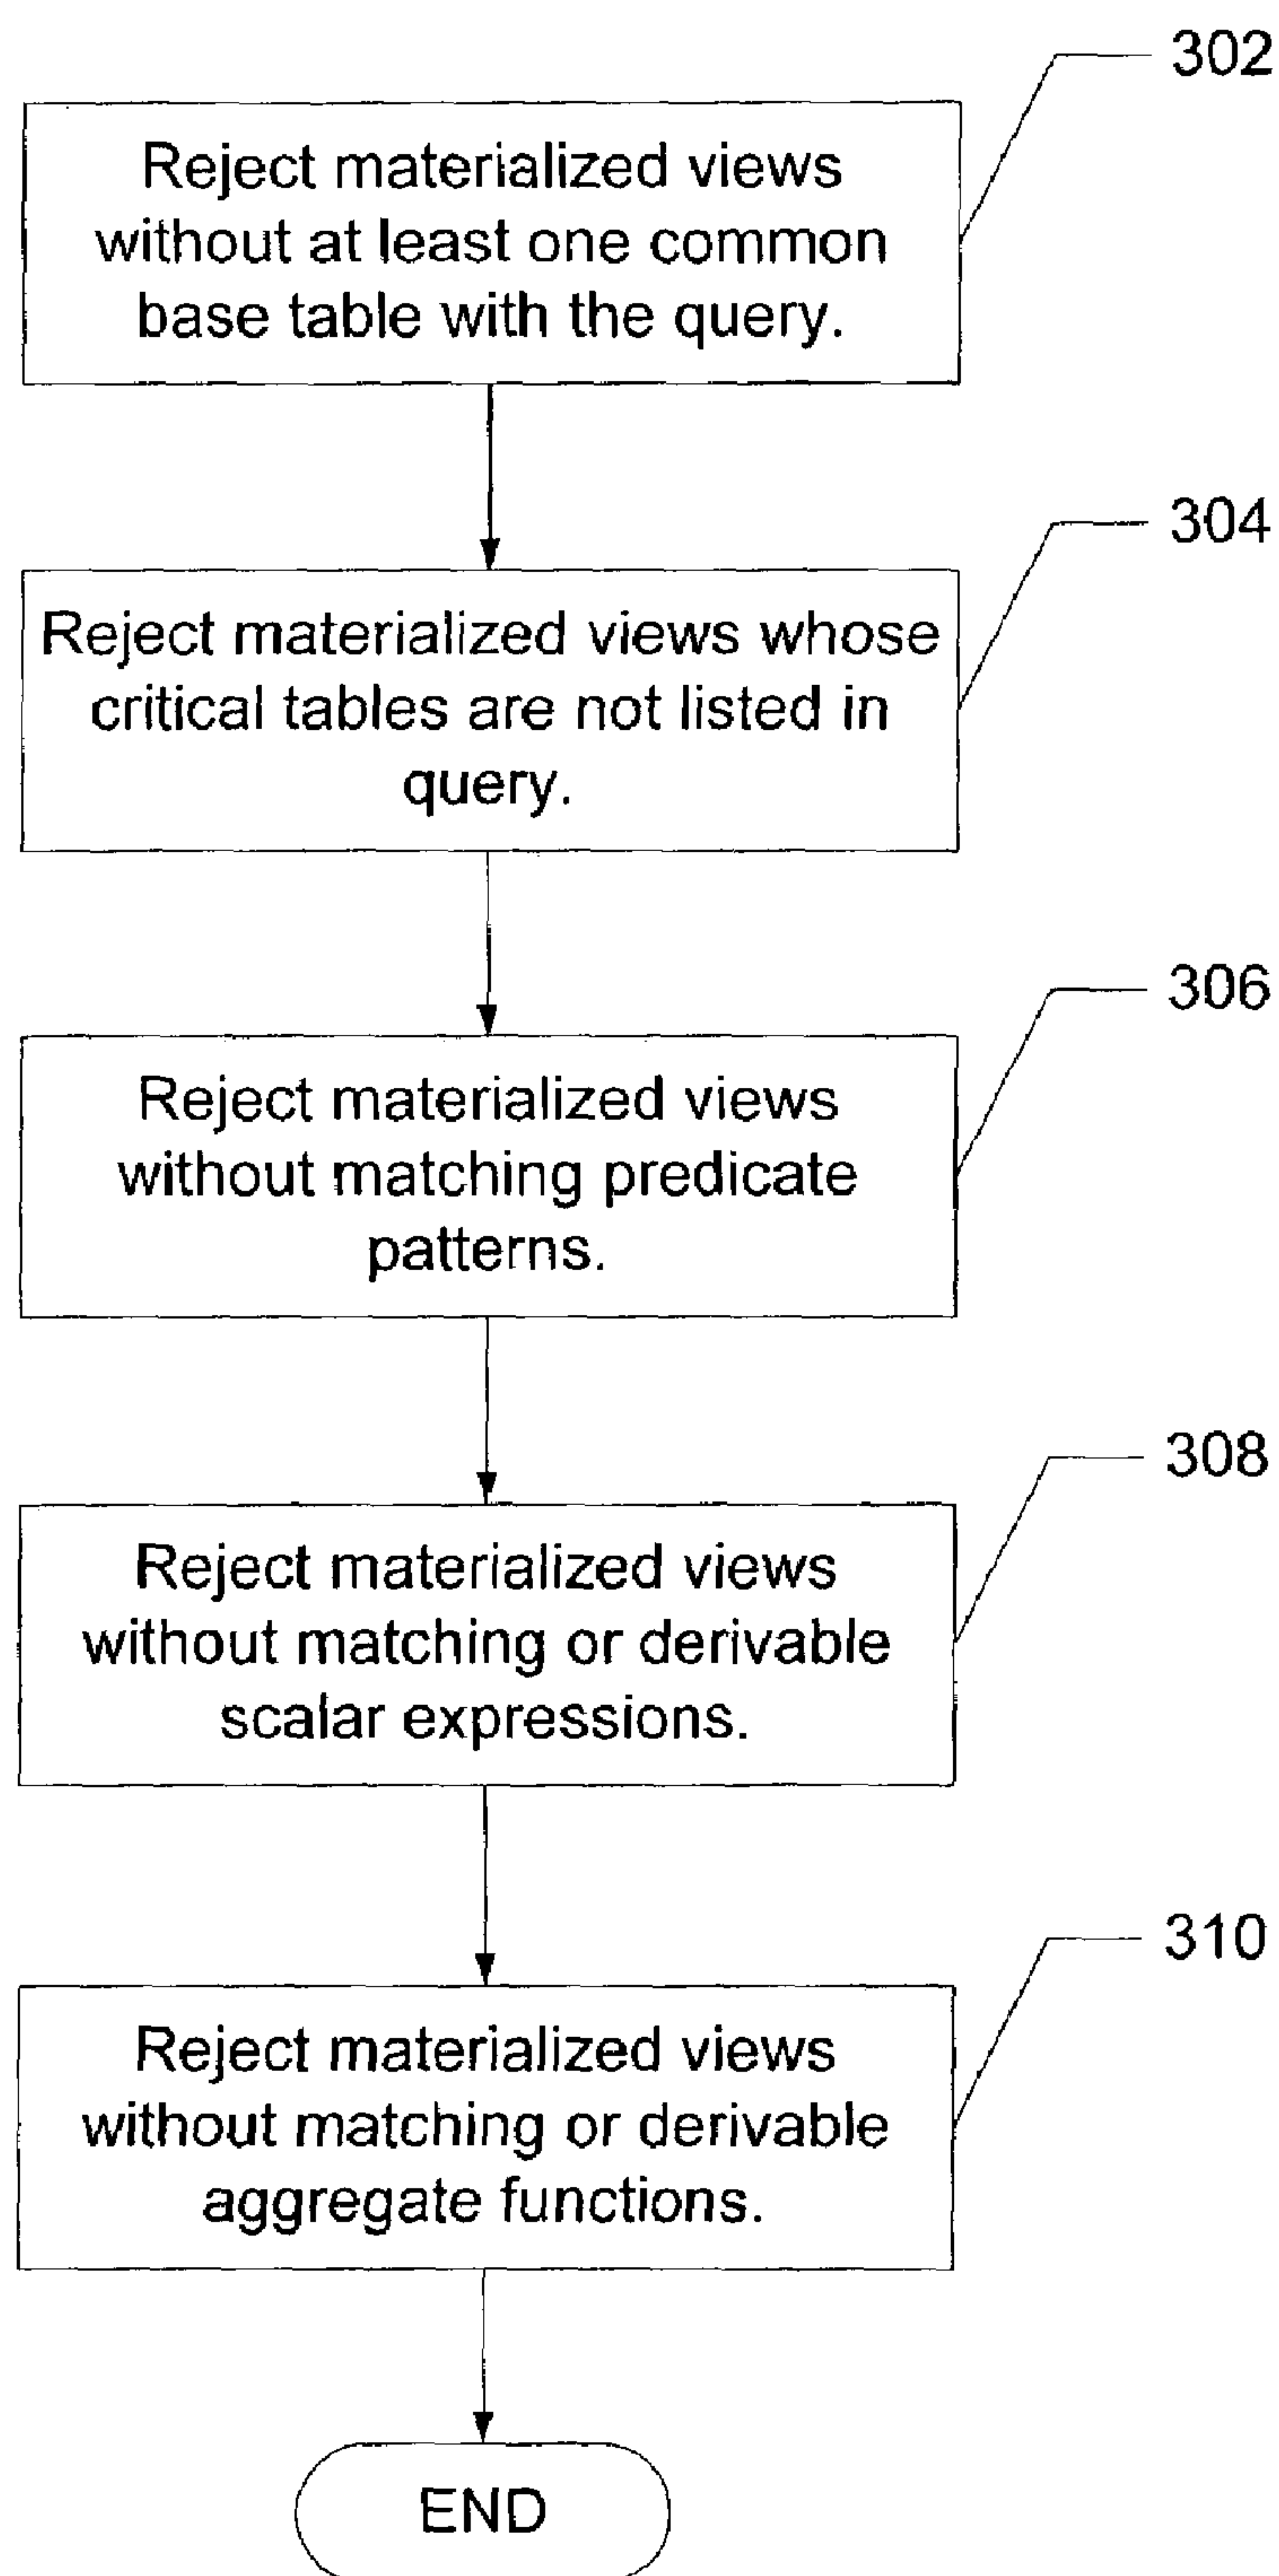 302
Reject materialized views
without at least one common
base table with the query.
304
Reject materialized views whose
critical tables are not listed in
query.
306
Reject materialized views
without matching predicate
patterns.
308
Reject materialized views
without matching or derivable
scalar expressions.
310
Reject materialized views
without matching or derivable
aggregate functions.
END